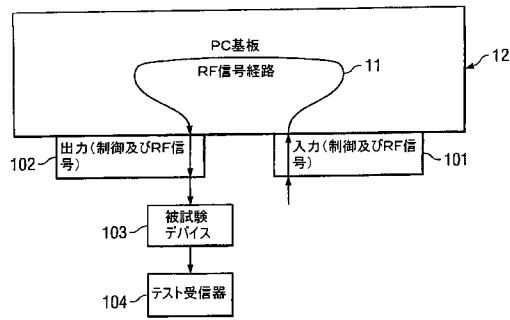 PC基板
RF信号経路
11
12
出力(制御及びRF信
号)
102
入力(制御及びRF信
号)
101
被試験
デバイス
103
テスト受信器
104